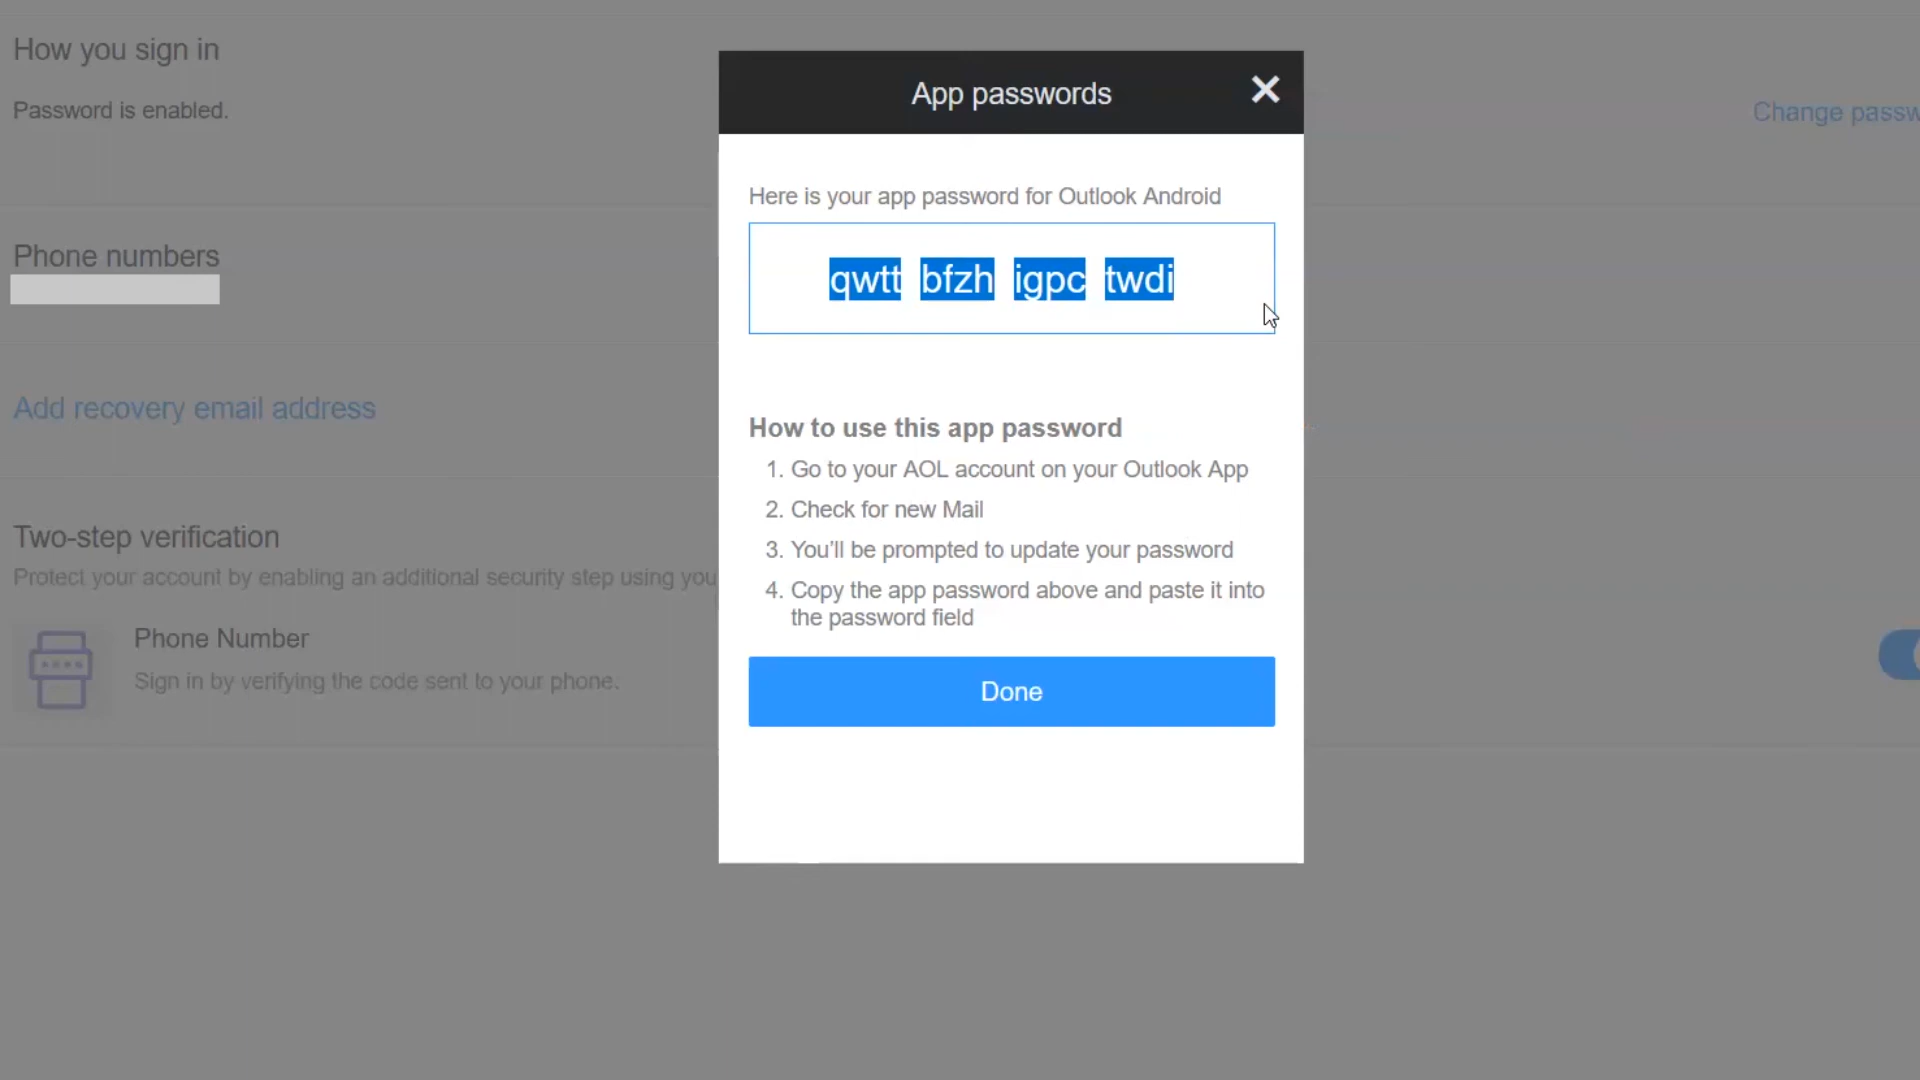 How you sign in
Password is enabled.
Change passw
Phone numbers
Add recovery email address
Two-step verification
Protect your account by enabling an additional security step using you
Phone Number
Sign in by verifying the code sent to your phone.
App passwords
Here is your app password for Outlook Android
qwtt bfzh igpc twdi
How to use this app password
1. Go to your AOL account on your Outlook App
2. Check for new Mail
3. You’ll be prompted to update your password
4. Copy the app password above and paste it into
the password field
Done